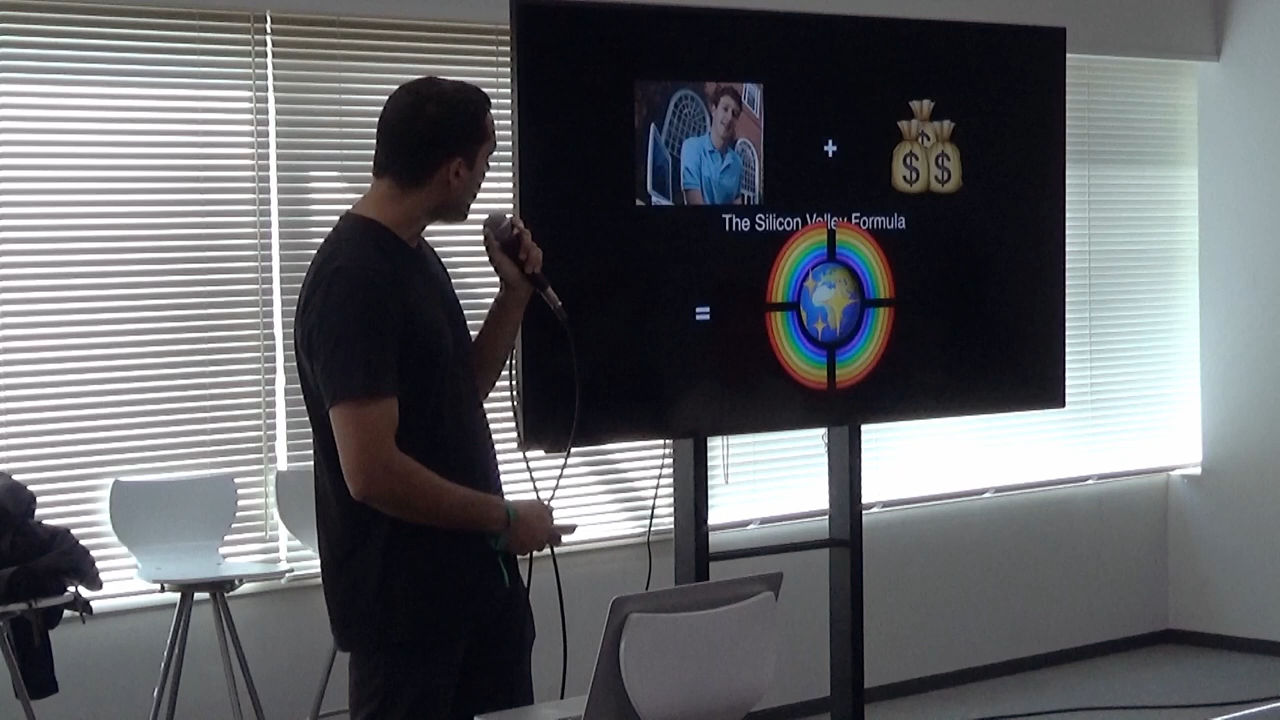 +
$ $
The Silicon Valley Formula
=